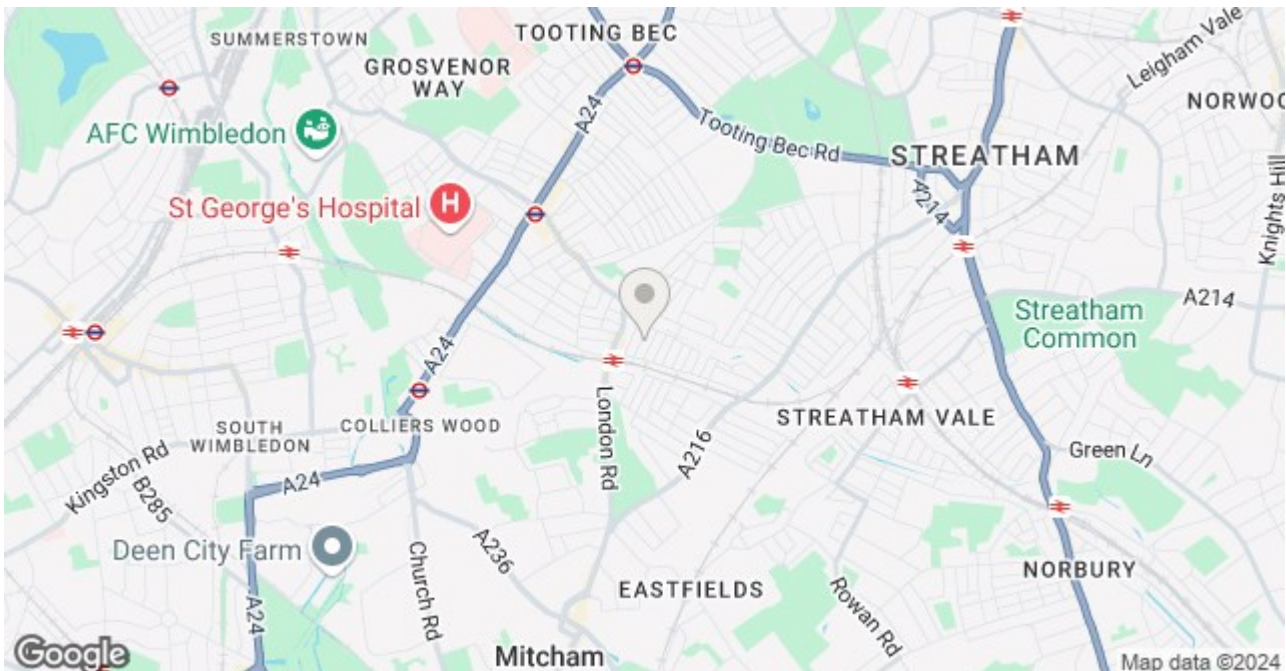 SUMMERSTOWN
TOOTING BEC
GROSVENOR
WAY
Leigham Vale
NORWOO
A24
AFC Wimbledon
Tooting Bec Rd
STREATHAM
St George's Hospital
H
A214
Knights Hill
A214
Streatham
Common
A24
London Rd
SOUTH
WIMBLEDON
COLLIERS WOOD
STREATHAM VALE
Kingston Rd
B285
A24
A216
Green Ln
Deen City Farm
Church Rd
A236
EASTFIELDS
Rowan Rd
NORBURY
A24
Mitcham
Google
Map data ©2024